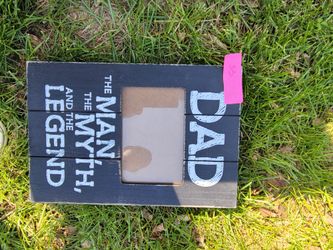 DAD
THE MAN
THE MYTH,
AND THE
LEGEND